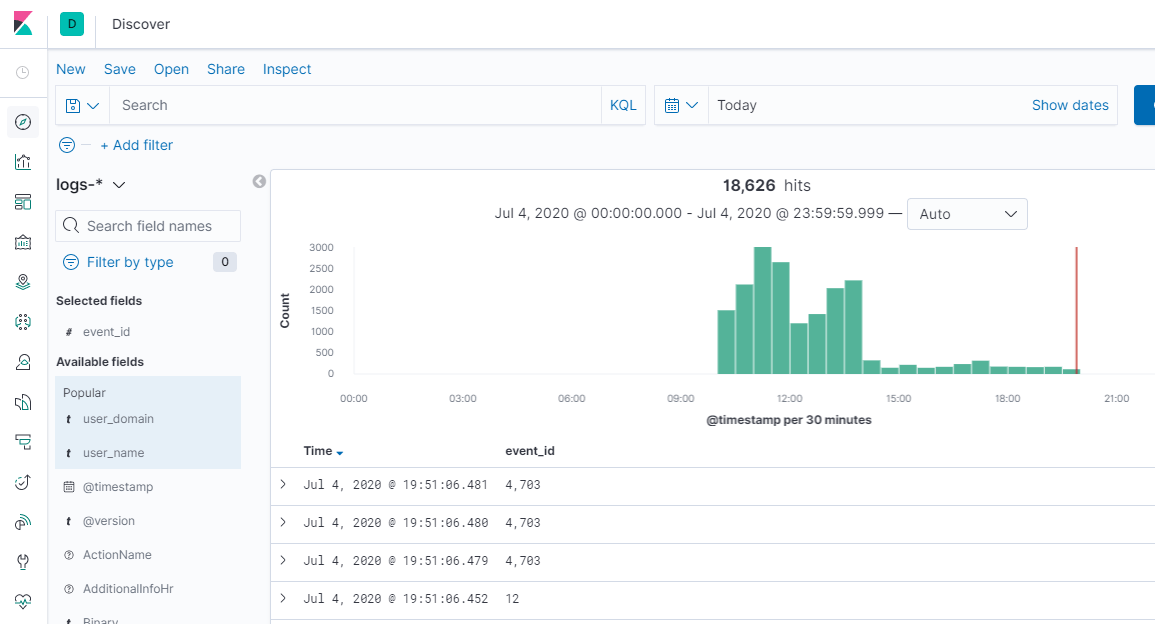 D Discover
New Save Open Share Inspect
Search KQL Today Show dates
+ Add filter
logs-*
Search field names
Filter by type 0
Selected fields
# event_id
Available fields
Popular
t user_domain
t user_name
@timestamp
t @version
? ActionName
? AdditionalInfoHr
t Binary
18,626 hits
Jul 4, 2020 @ 00:00:00.000 - Jul 4, 2020 @ 23:59:59.999 — Auto
Count
3000
2500
2000
1500
1000
500
0
00:00 03:00 06:00 09:00 12:00 15:00 18:00 21:00
@timestamp per 30 minutes
Time event_id
Jul 4, 2020 @ 19:51:06.481 4,703
Jul 4, 2020 @ 19:51:06.480 4,703
Jul 4, 2020 @ 19:51:06.479 4,703
Jul 4, 2020 @ 19:51:06.452 12